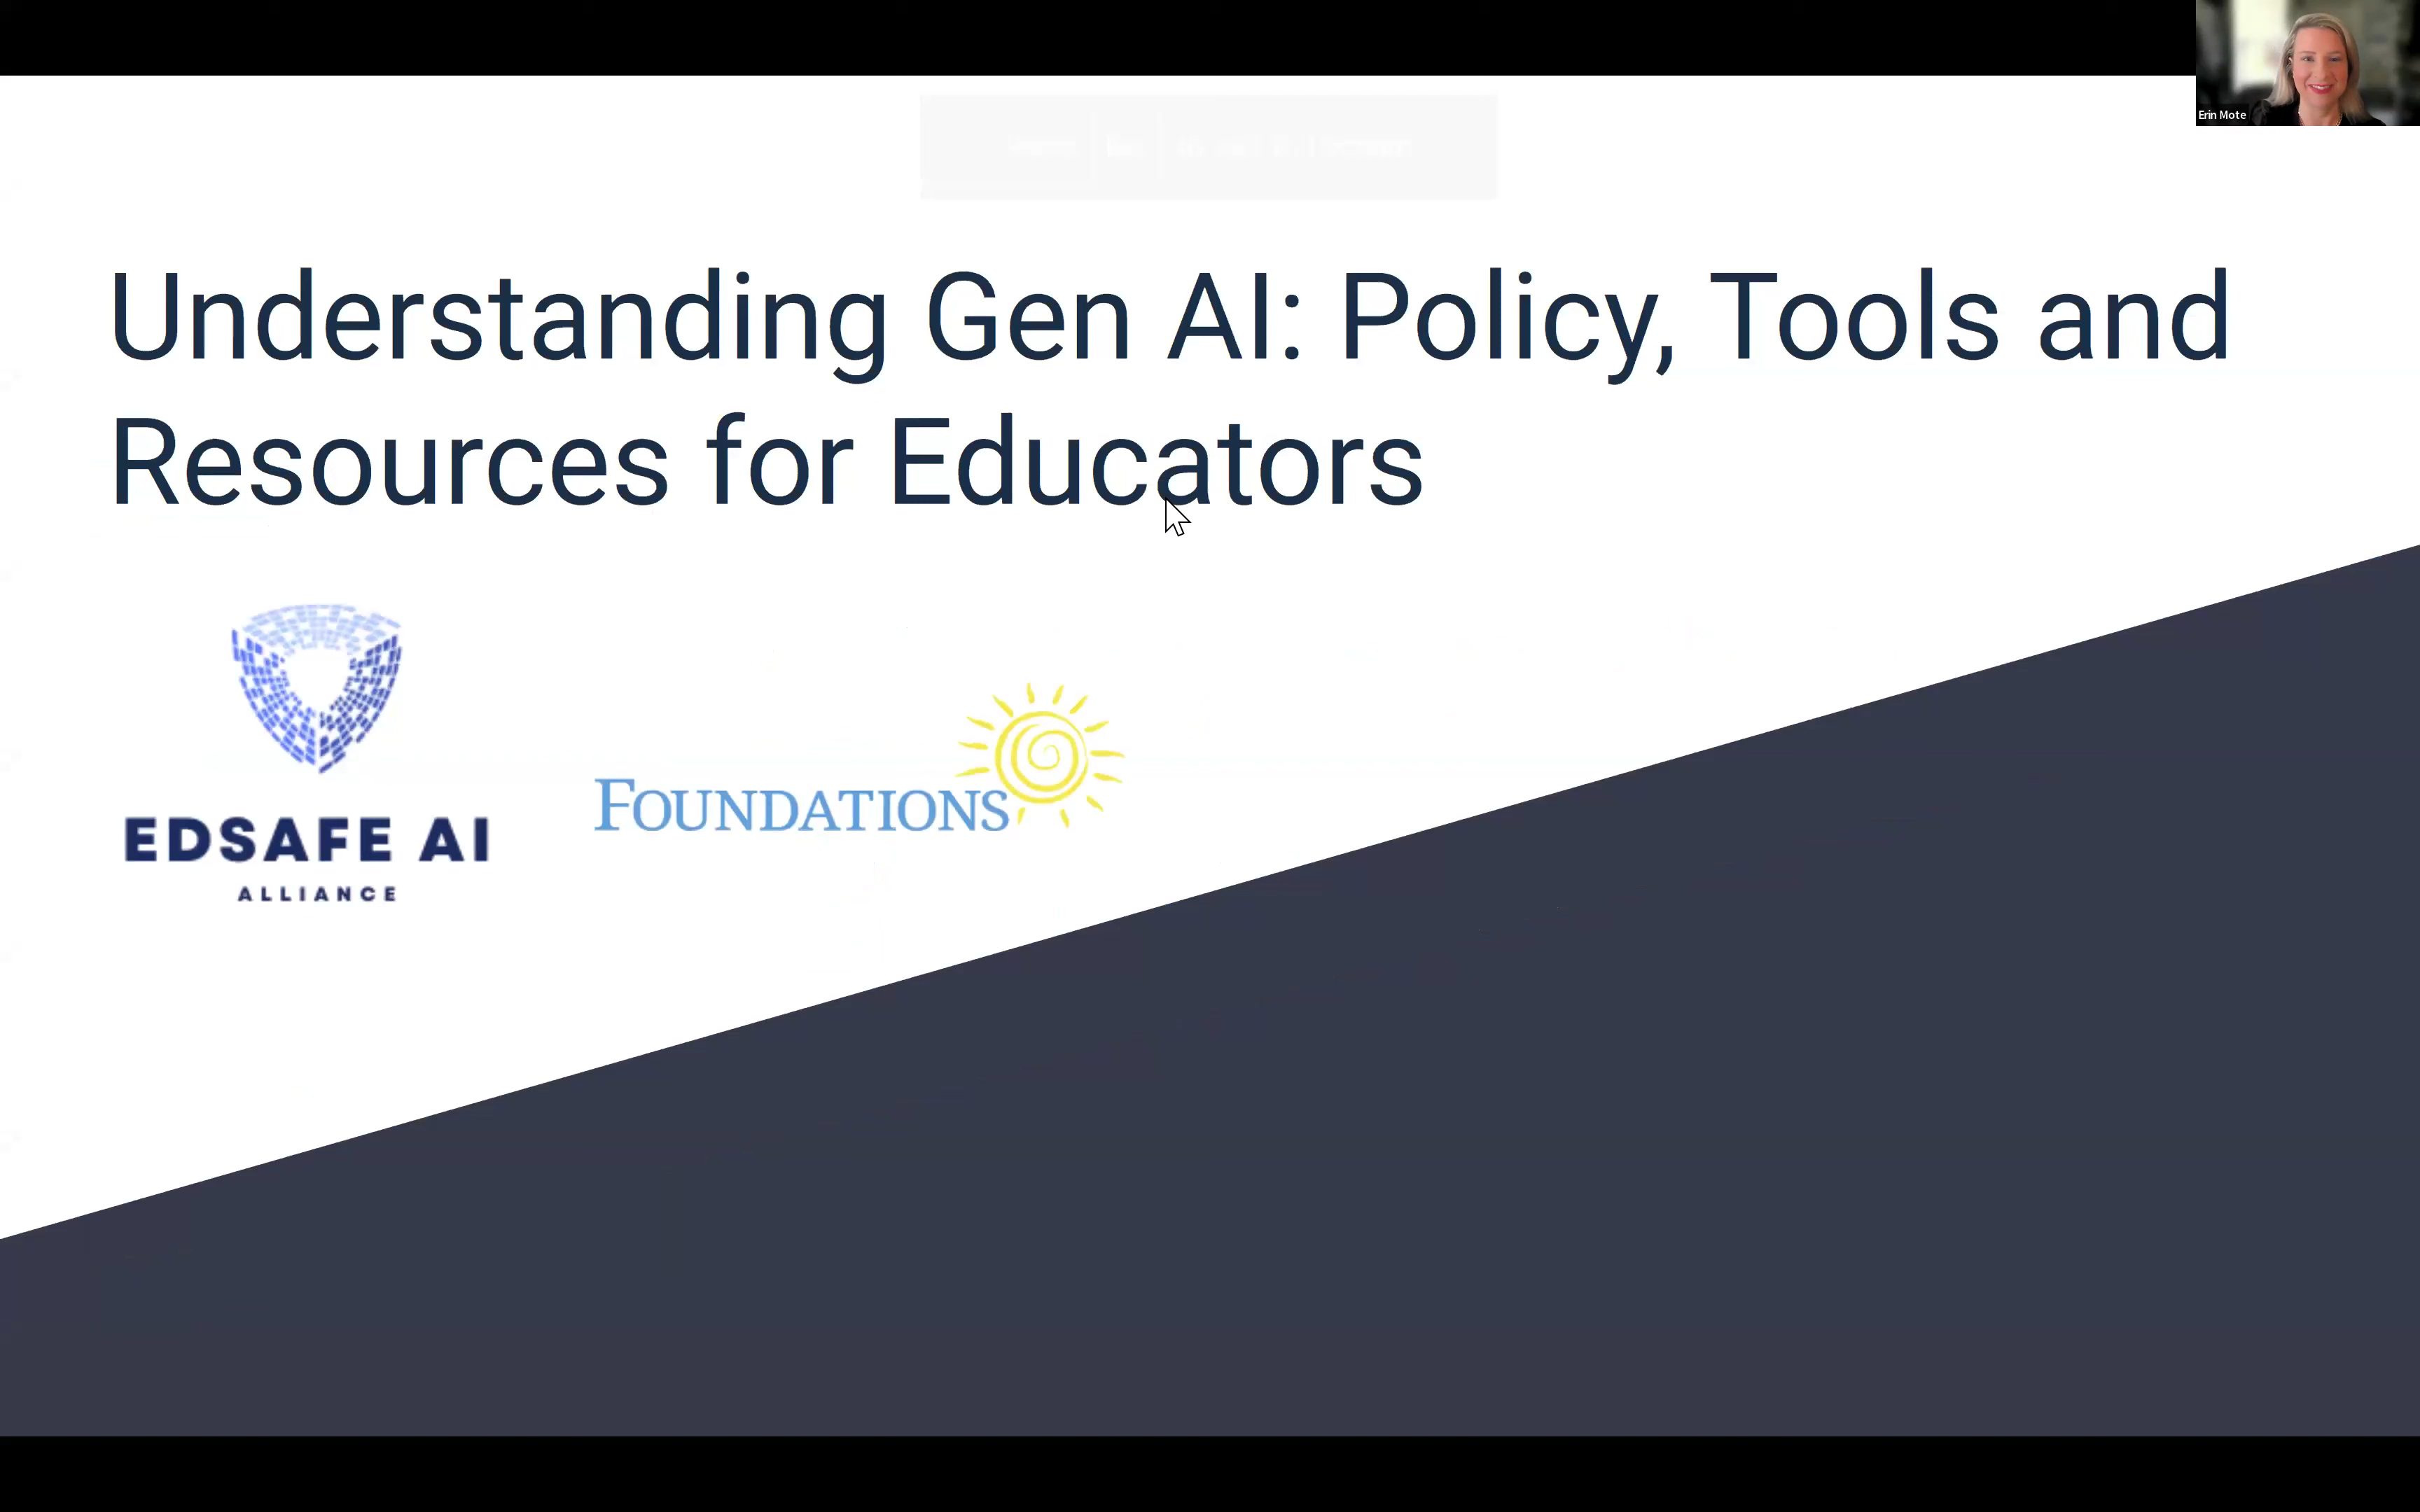 Erin Mote
Understanding Gen AI: Policy, Tools and
Resources for Educators
EDSAFE AI
ALLIANCE
FOUNDATIONS